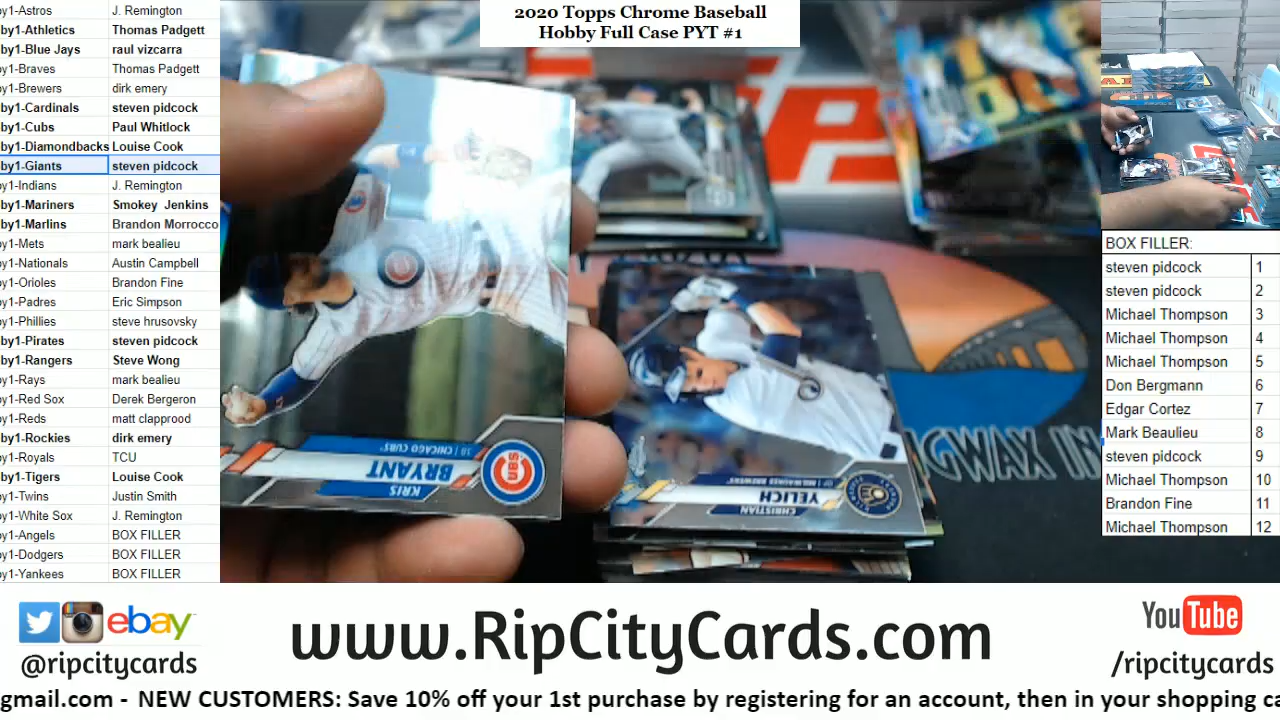 2020 Topps Chrome Baseball
Hobby Full Case PYT #1
by1-Astros J. Remington
by1-Athletics Thomas Padgett
by1-Blue Jays raul vizcarra
by1-Braves Thomas Padgett
by1-Brewers dirk emery
by1-Cardinals steven pidcock
by1-Cubs Paul Whitlock
by1-Diamondbacks Louise Cook
by1-Giants steven pidcock
by1-Indians J. Remington
by1-Mariners Smokey Jenkins
by1-Marlins Brandon Morrocco
by1-Mets mark bealieu
by1-Nationals Austin Campbell
by1-Orioles Brandon Fine
by1-Padres Eric Simpson
by1-Phillies steve hrusovsky
by1-Pirates steven pidcock
by1-Rangers Steve Wong
by1-Rays mark bealieu
by1-Red Sox Derek Bergeron
by1-Reds matt clapprood
by1-Rockies dirk emery
by1-Royals TCU
by1-Tigers Louise Cook
by1-Twins Justin Smith
by1-White Sox J. Remington
by1-Angels BOX FILLER
by1-Dodgers BOX FILLER
by1-Yankees BOX FILLER
KRIS
BRYANT
3B | CHICAGO CUBS
CUBS
CHRISTIAN
YELICH
OF | MILWAUKEE BREWERS
GWAX IN
BOX FILLER:
steven pidcock 1
steven pidcock 2
Michael Thompson 3
Michael Thompson 4
Michael Thompson 5
Don Bergmann 6
Edgar Cortez 7
Mark Beaulieu 8
steven pidcock 9
Michael Thompson 10
Brandon Fine 11
Michael Thompson 12
ebay
@ripcitycards
www.RipCityCards.com
YouTube
/ripcitycards
gmail.com - NEW CUSTOMERS: Save 10% off your 1st purchase by registering for an account, then in your shopping ca